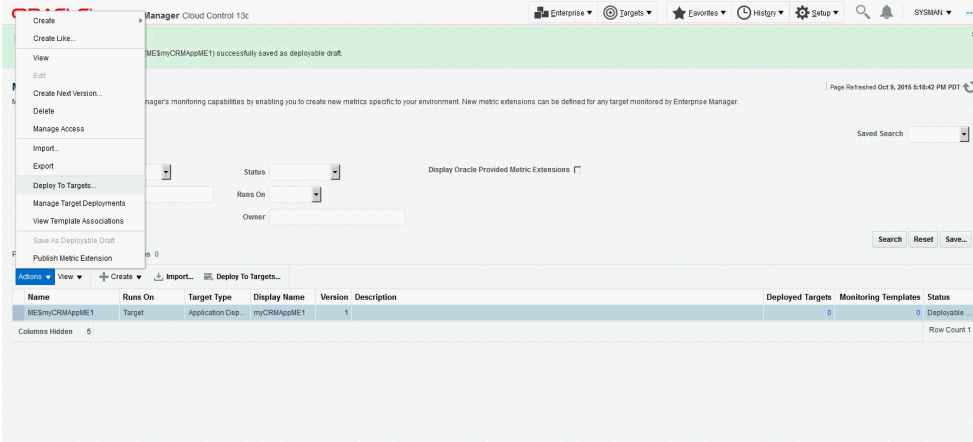 Manager Cloud Control 13c
Enterprise ▼ Targets ▼ Favorites ▼ History ▼ Setup ▼ SYSMAN ▼
Create
Create Like...
View
Edit
Create Next Version...
Delete
Manage Access
Import...
Export
Deploy To Targets...
Manage Target Deployments
View Template Associations
Save As Deployable Draft
Publish Metric Extension
(ME$myCRMAppME1) successfully saved as deployable draft.
Page Refreshed Oct 9, 2015 5:18:42 PM PDT
nager's monitoring capabilities by enabling you to create new metrics specific to your environment. New metric extensions can be defined for any target monitored by Enterprise Manager.
Saved Search
Status
Display Oracle Provided Metric Extensions
Runs On
Owner
Search Reset Save...
ns 0
Actions ▼ View ▼ Create ▼ Import... Deploy To Targets...
Name Runs On Target Type Display Name Version Description Deployed Targets Monitoring Templates Status
ME$myCRMAppME1 Target Application Dep... myCRMAppME1 1 0 0 Deployable ...
Columns Hidden 5 Row Count 1